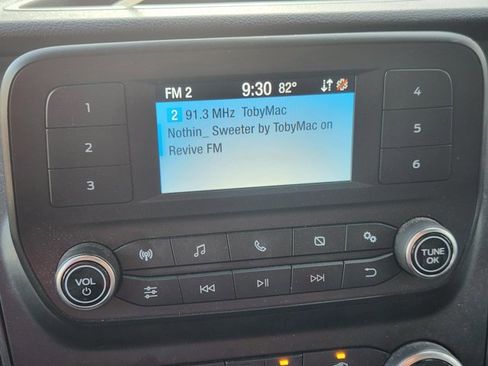 FM 2 9:30 82°
2 91.3 MHz TobyMac
Nothin_ Sweeter by TobyMac on
Revive FM
1
2
3
4
5
6
VOL
TUNE
OK